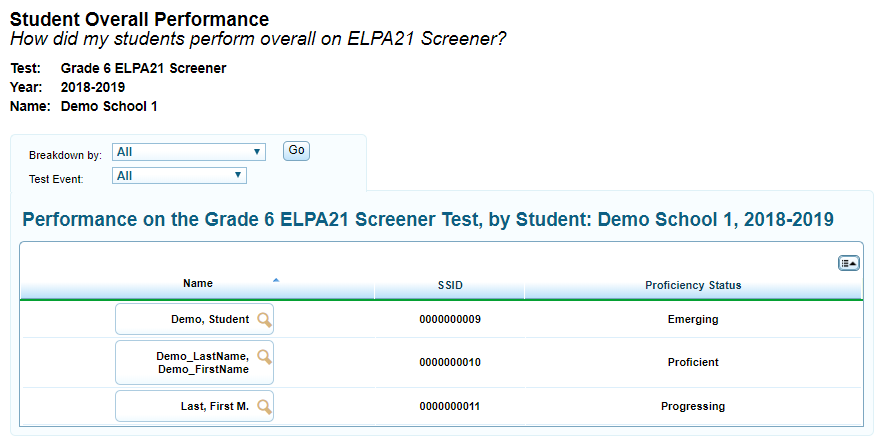 Student Overall Performance
How did my students perform overall on ELPA21 Screener?
Test: Grade 6 ELPA21 Screener
Year: 2018-2019
Name: Demo School 1
Breakdown by: All Go
Test Event: All
Performance on the Grade 6 ELPA21 Screener Test, by Student: Demo School 1, 2018-2019
Name SSID Proficiency Status
Demo, Student 0000000009 Emerging
Demo_LastName,
Demo_FirstName 0000000010 Proficient
Last, First M. 0000000011 Progressing